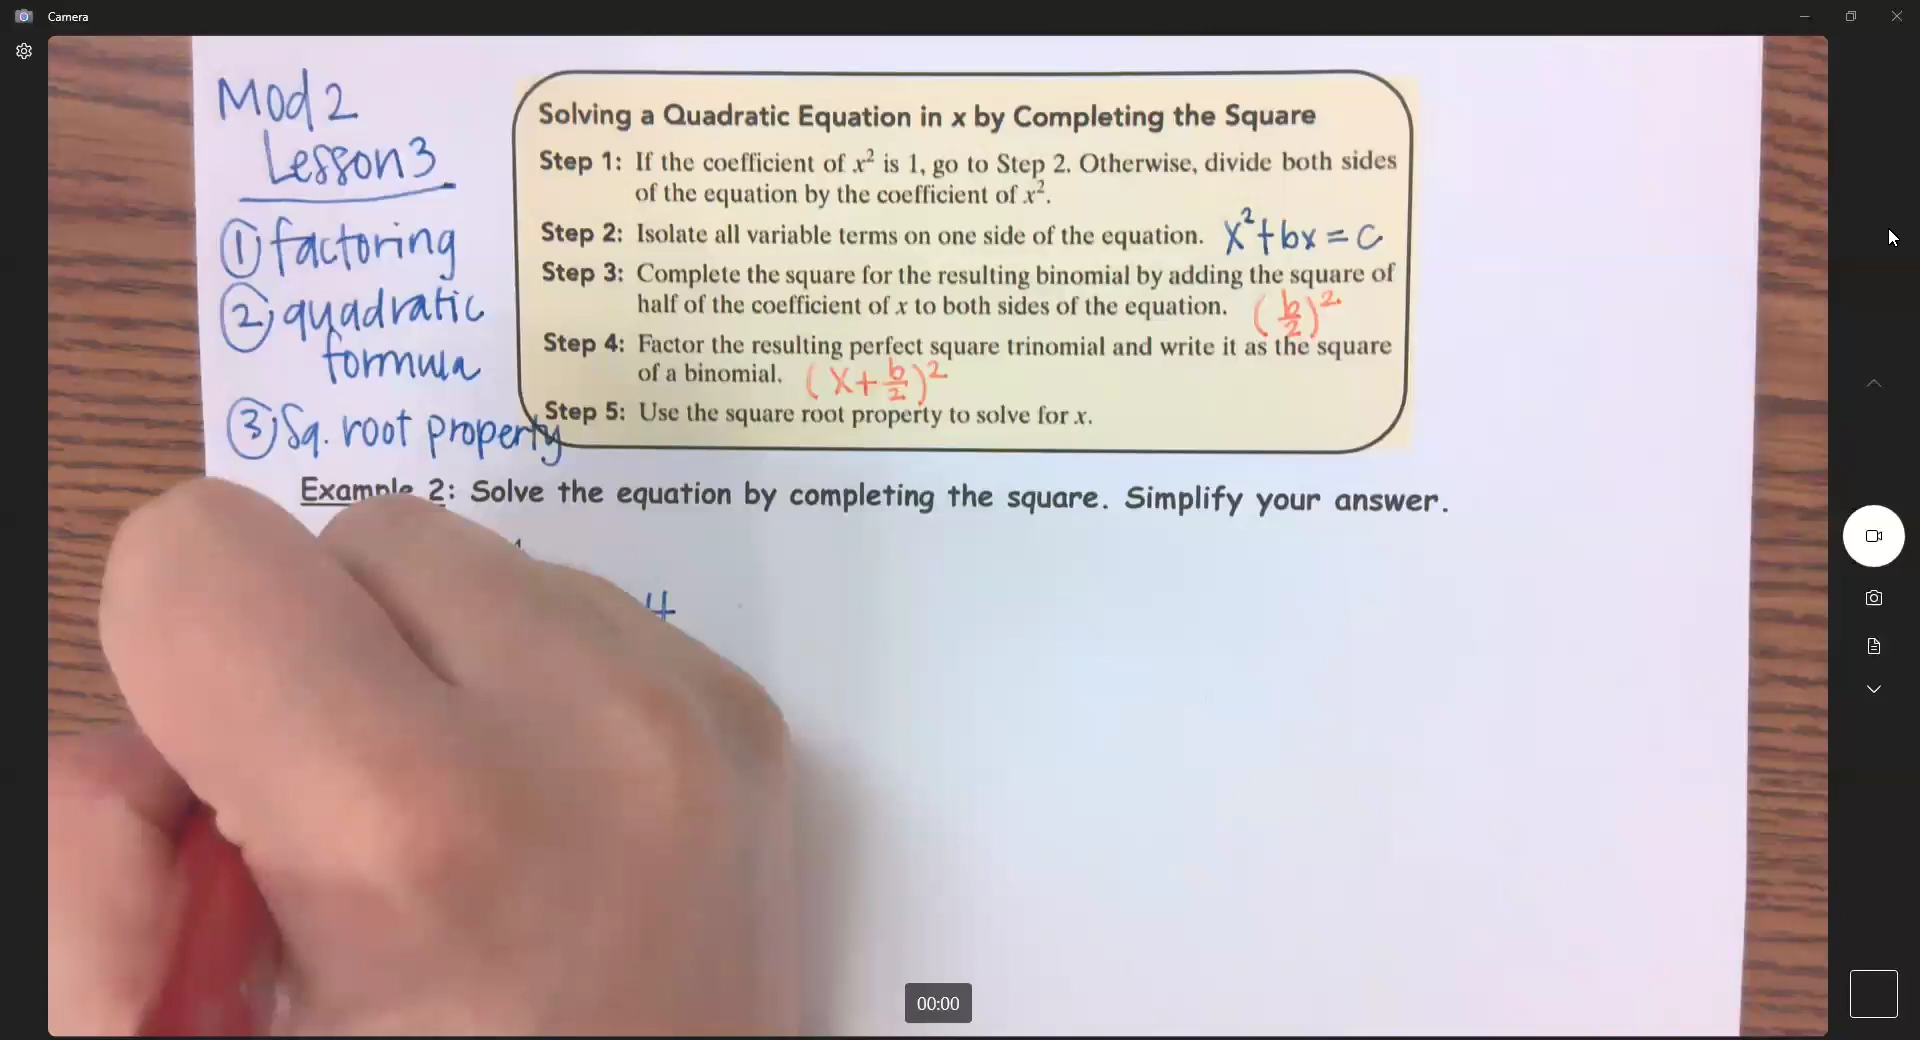 Camera
Mod 2
Lesson 3
① factoring
② quadratic
formula
③ Sq. root property
Solving a Quadratic Equation in x by Completing the Square
Step 1: If the coefficient of x² is 1, go to Step 2. Otherwise, divide both sides
of the equation by the coefficient of x².
Step 2: Isolate all variable terms on one side of the equation. x² + bx = c
Step 3: Complete the square for the resulting binomial by adding the square of
half of the coefficient of x to both sides of the equation. (b/2)²
Step 4: Factor the resulting perfect square trinomial and write it as the square
of a binomial. (x + b/2)²
Step 5: Use the square root property to solve for x.
Example 2: Solve the equation by completing the square. Simplify your answer.
4
00:00